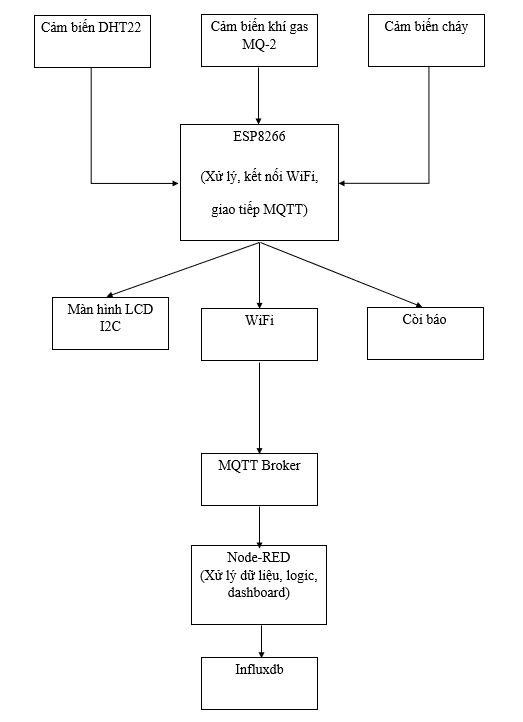 Cảm biến DHT22
Cảm biến khí gas
MQ-2
Cảm biến cháy
ESP8266
(Xử lý, kết nối WiFi,
giao tiếp MQTT)
Màn hình LCD
I2C
WiFi
Còi báo
MQTT Broker
Node-RED
(Xử lý dữ liệu, logic,
dashboard)
Influxdb